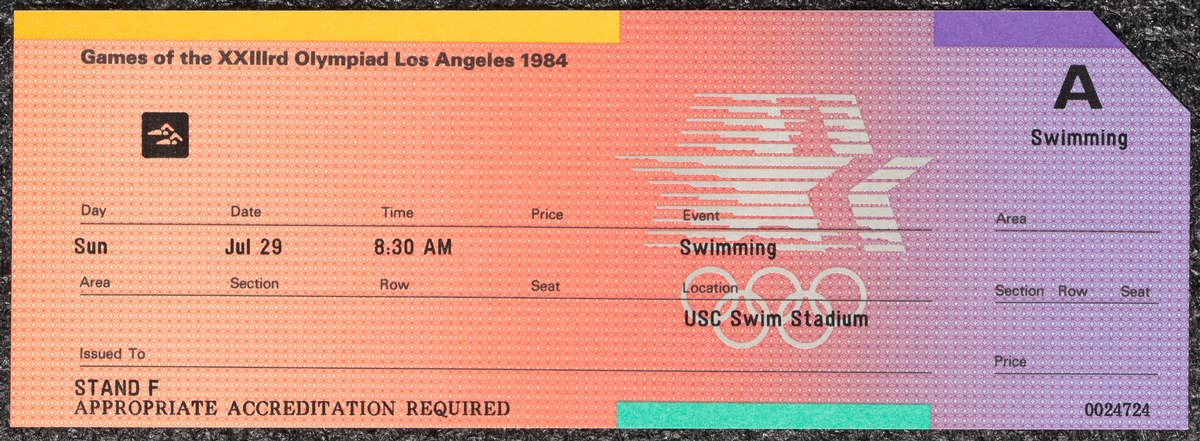 Games of the XXIIIrd Olympiad Los Angeles 1984
A
Swimming
Day Date Time Price Event
Sun Jul 29 8:30 AM Swimming
Area Section Row Seat Location
USC Swim Stadium
Issued To
STAND F
APPROPRIATE ACCREDITATION REQUIRED
Area
Section Row Seat
Price
0024724